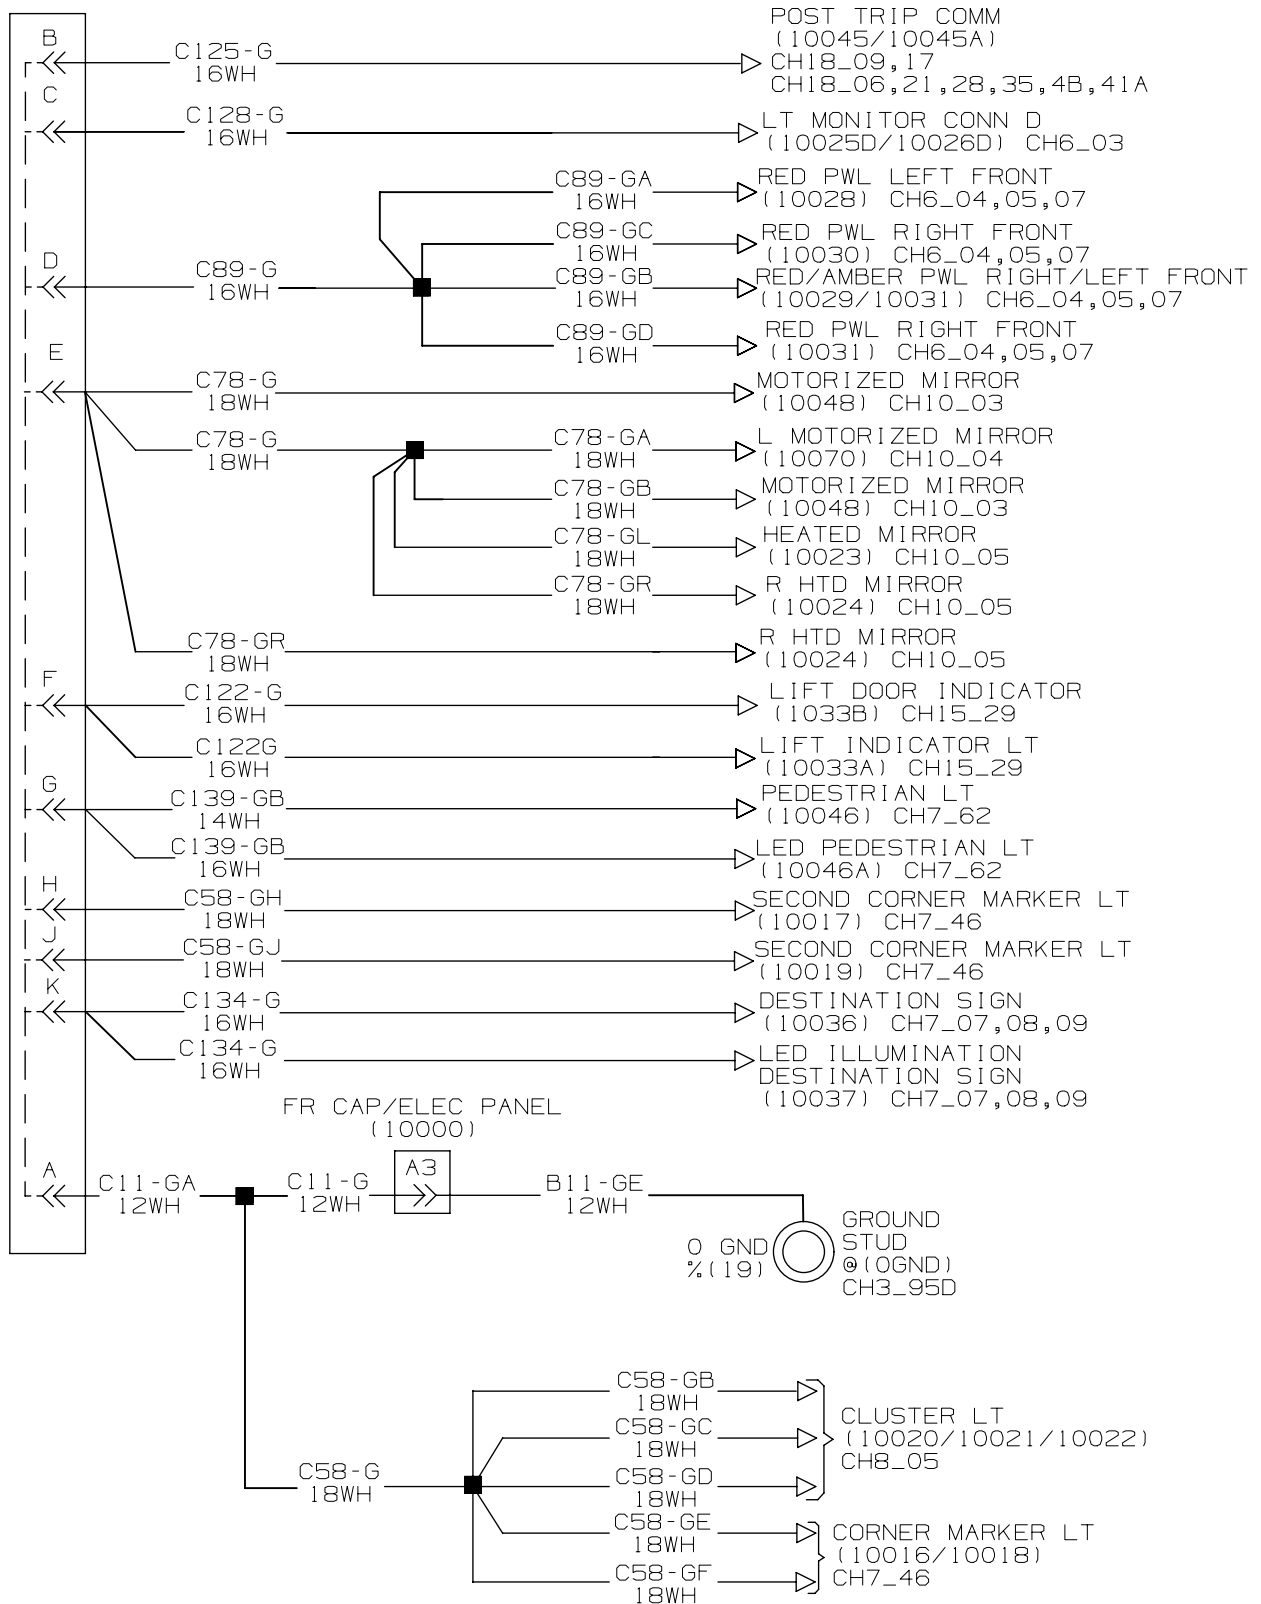 B
C125-G
16WH
POST TRIP COMM
(10045/10045A)
CH18_09,17
CH18_06,21,28,35,4B,41A
C
C128-G
16WH
LT MONITOR CONN D
(10025D/10026D) CH6_03
C89-GA
16WH
RED PWL LEFT FRONT
(10028) CH6_04,05,07
C89-GC
16WH
RED PWL RIGHT FRONT
(10030) CH6_04,05,07
D
C89-G
16WH
C89-GB
16WH
RED/AMBER PWL RIGHT/LEFT FRONT
(10029/10031) CH6_04,05,07
C89-GD
16WH
RED PWL RIGHT FRONT
(10031) CH6_04,05,07
E
C78-G
18WH
MOTORIZED MIRROR
(10048) CH10_03
C78-G
18WH
C78-GA
18WH
L MOTORIZED MIRROR
(10070) CH10_04
C78-GB
18WH
MOTORIZED MIRROR
(10048) CH10_03
C78-GL
18WH
HEATED MIRROR
(10023) CH10_05
C78-GR
18WH
R HTD MIRROR
(10024) CH10_05
C78-GR
18WH
R HTD MIRROR
(10024) CH10_05
F
C122-G
16WH
LIFT DOOR INDICATOR
(1033B) CH15_29
C122G
16WH
LIFT INDICATOR LT
(10033A) CH15_29
G
C139-GB
14WH
PEDESTRIAN LT
(10046) CH7_62
C139-GB
16WH
LED PEDESTRIAN LT
(10046A) CH7_62
H
C58-GH
18WH
SECOND CORNER MARKER LT
(10017) CH7_46
J
C58-GJ
18WH
SECOND CORNER MARKER LT
(10019) CH7_46
K
C134-G
16WH
DESTINATION SIGN
(10036) CH7_07,08,09
C134-G
16WH
LED ILLUMINATION
DESTINATION SIGN
(10037) CH7_07,08,09
FR CAP/ELEC PANEL
(10000)
A
C11-GA
12WH
C11-G
12WH
A3
B11-GE
12WH
0 GND
%(19)
GROUND
STUD
@(0GND)
CH3_95D
C58-G
18WH
C58-GB
18WH
C58-GC
18WH
C58-GD
18WH
CLUSTER LT
(10020/10021/10022)
CH8_05
C58-GE
18WH
C58-GF
18WH
CORNER MARKER LT
(10016/10018)
CH7_46